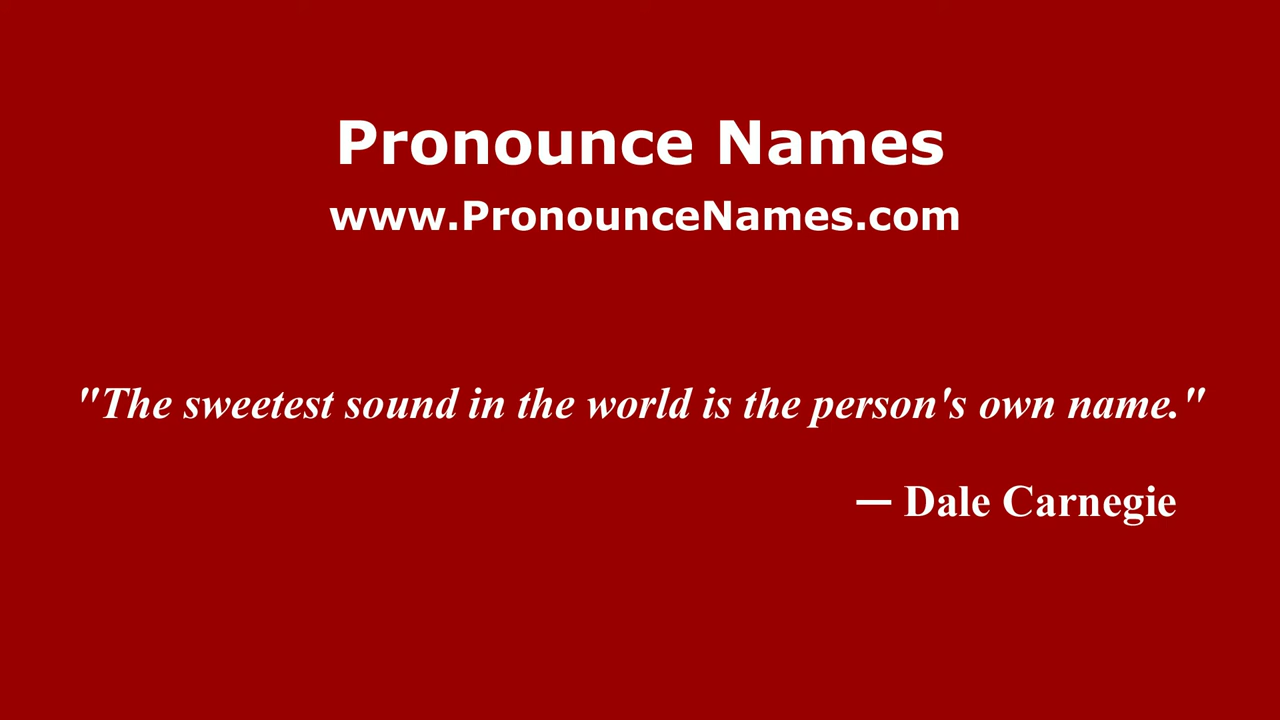 Pronounce Names
www.PronounceNames.com
"The sweetest sound in the world is the person's own name."
— Dale Carnegie